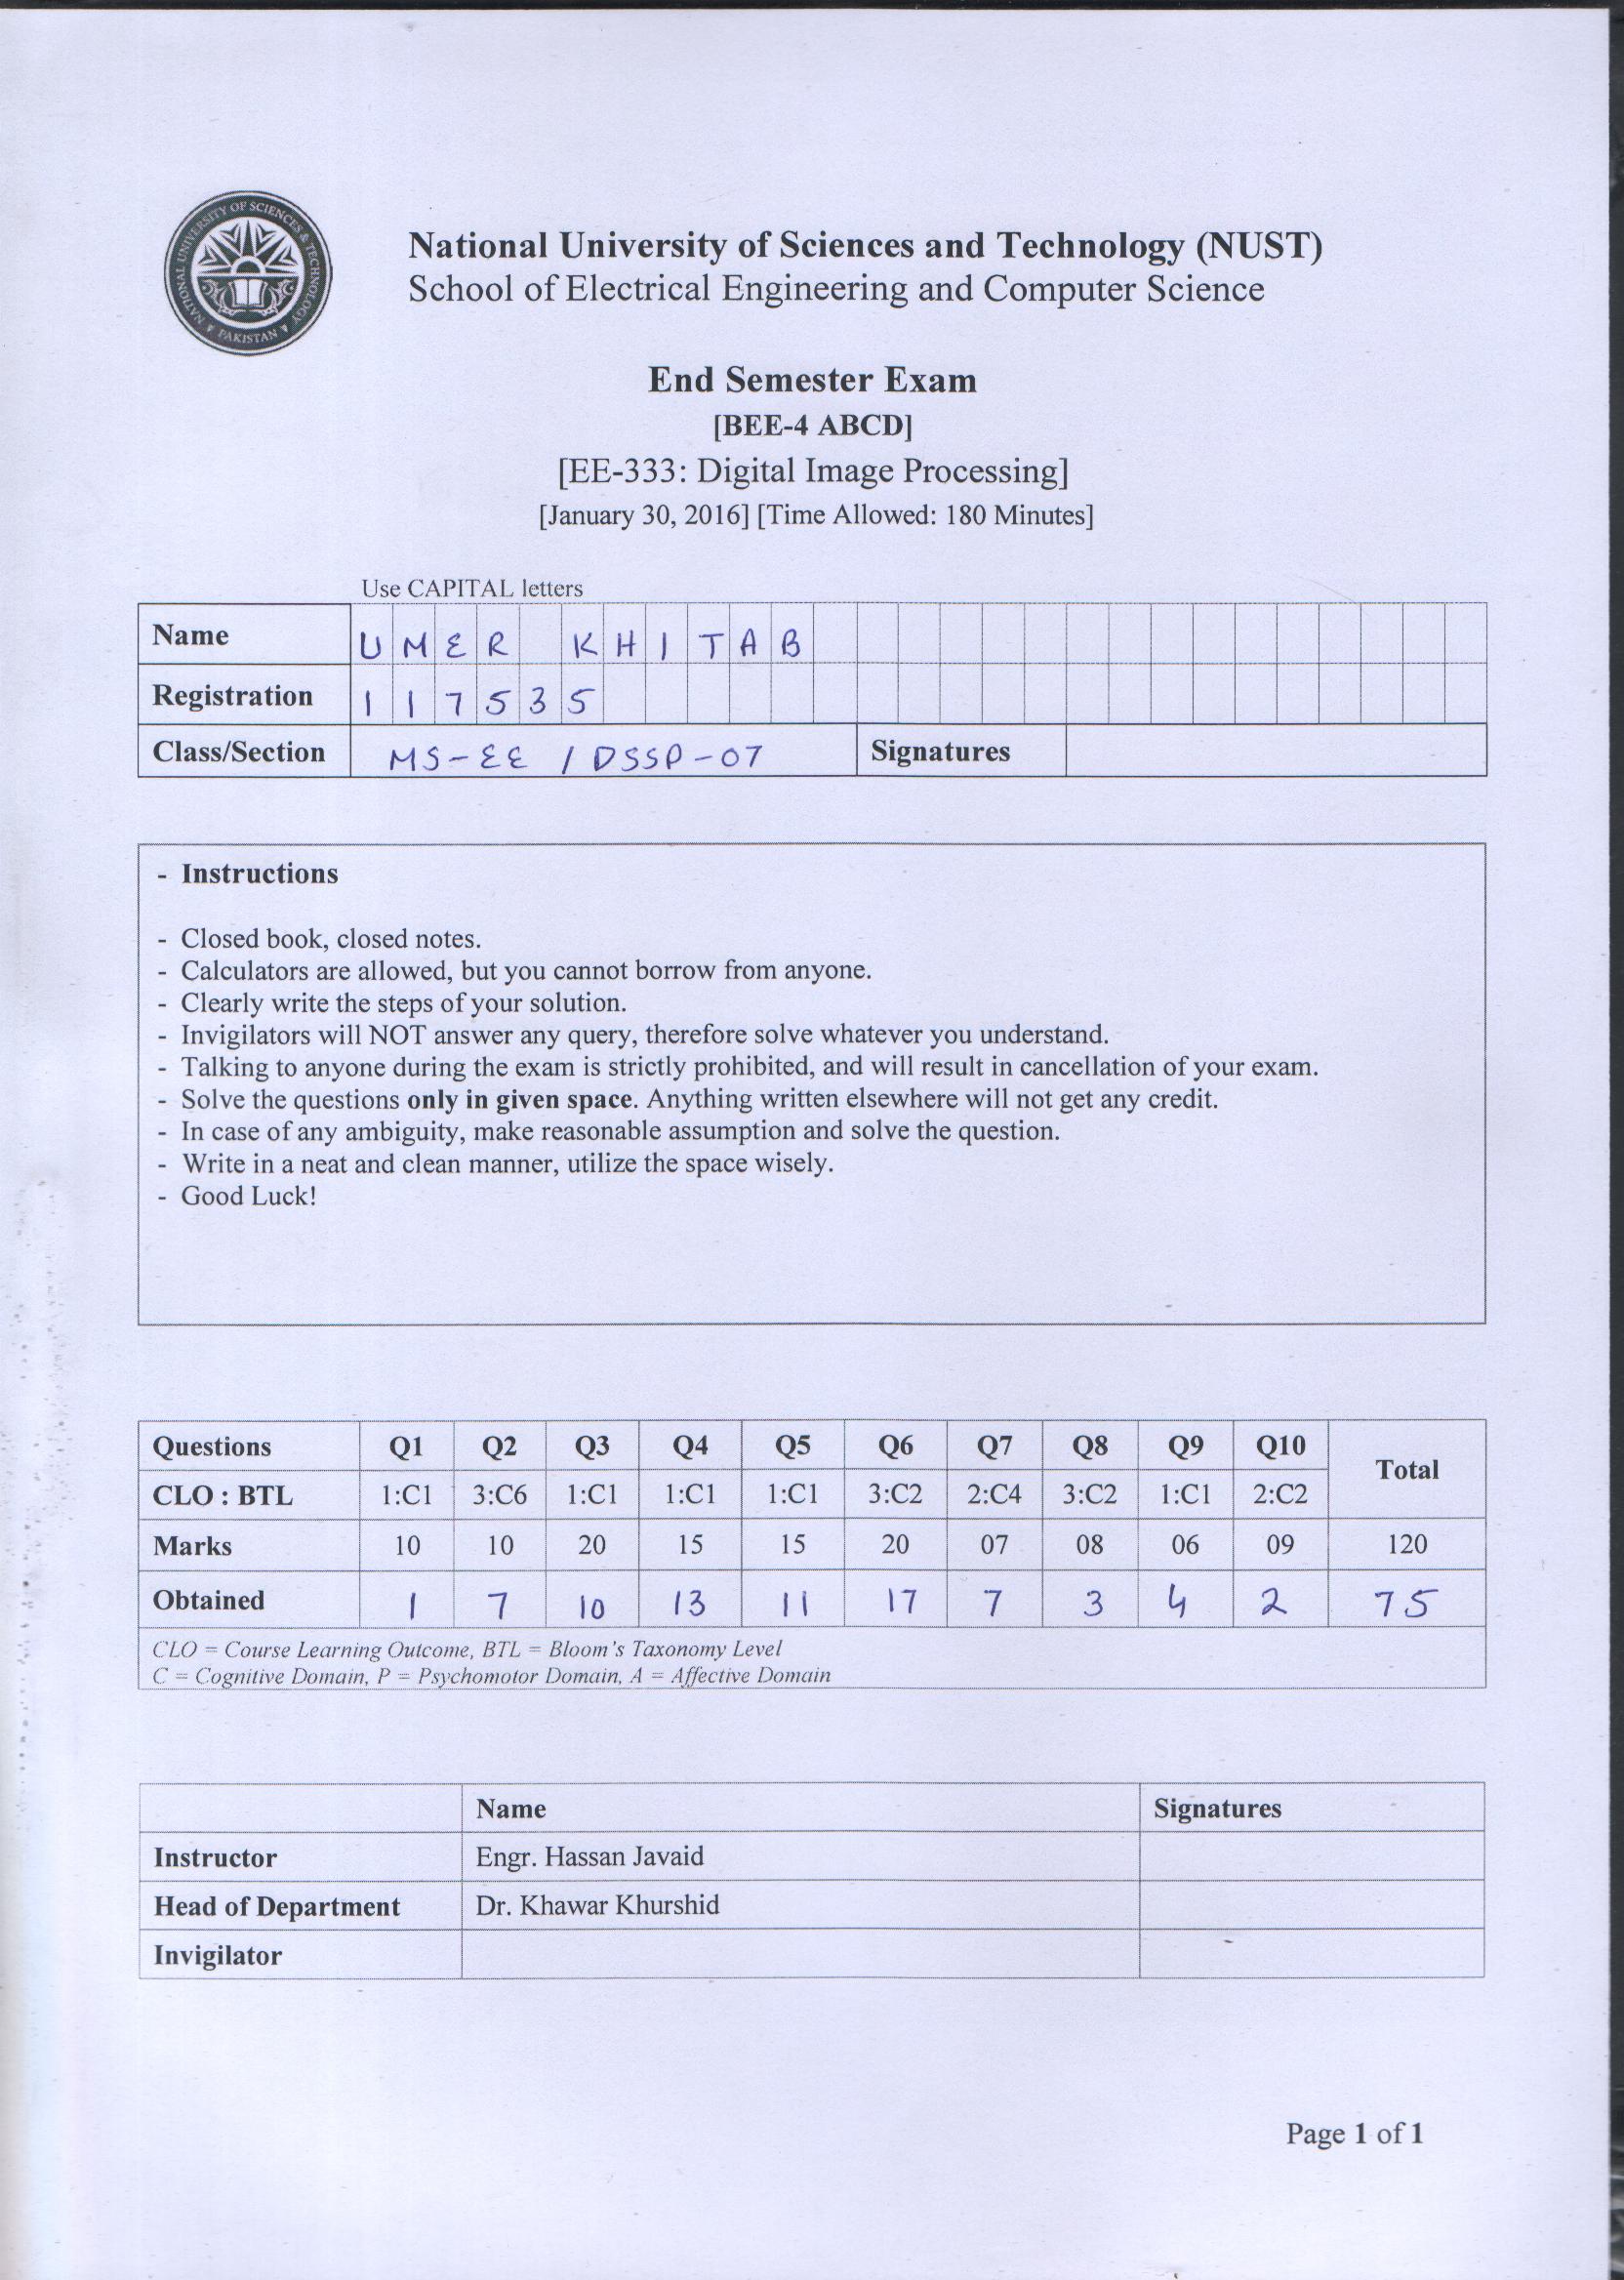 NATIONAL UNIVERSITY OF SCIENCES & TECHNOLOGY
PAKISTAN
National University of Sciences and Technology (NUST)
School of Electrical Engineering and Computer Science
End Semester Exam
[BEE-4 ABCD]
[EE-333: Digital Image Processing]
[January 30, 2016] [Time Allowed: 180 Minutes]
Use CAPITAL letters
Name UMER KHITAB
Registration 117535
Class/Section MS-EE / DSSP-07 Signatures
- Instructions
- Closed book, closed notes.
- Calculators are allowed, but you cannot borrow from anyone.
- Clearly write the steps of your solution.
- Invigilators will NOT answer any query, therefore solve whatever you understand.
- Talking to anyone during the exam is strictly prohibited, and will result in cancellation of your exam.
- Solve the questions only in given space. Anything written elsewhere will not get any credit.
- In case of any ambiguity, make reasonable assumption and solve the question.
- Write in a neat and clean manner, utilize the space wisely.
- Good Luck!
Questions Q1 Q2 Q3 Q4 Q5 Q6 Q7 Q8 Q9 Q10 Total
CLO : BTL 1:C1 3:C6 1:C1 1:C1 1:C1 3:C2 2:C4 3:C2 1:C1 2:C2
Marks 10 10 20 15 15 20 07 08 06 09 120
Obtained 1 7 10 13 11 17 7 3 4 2 75
CLO = Course Learning Outcome, BTL = Bloom's Taxonomy Level
C = Cognitive Domain, P = Psychomotor Domain, A = Affective Domain
Name Signatures
Instructor Engr. Hassan Javaid
Head of Department Dr. Khawar Khurshid
Invigilator
Page 1 of 1